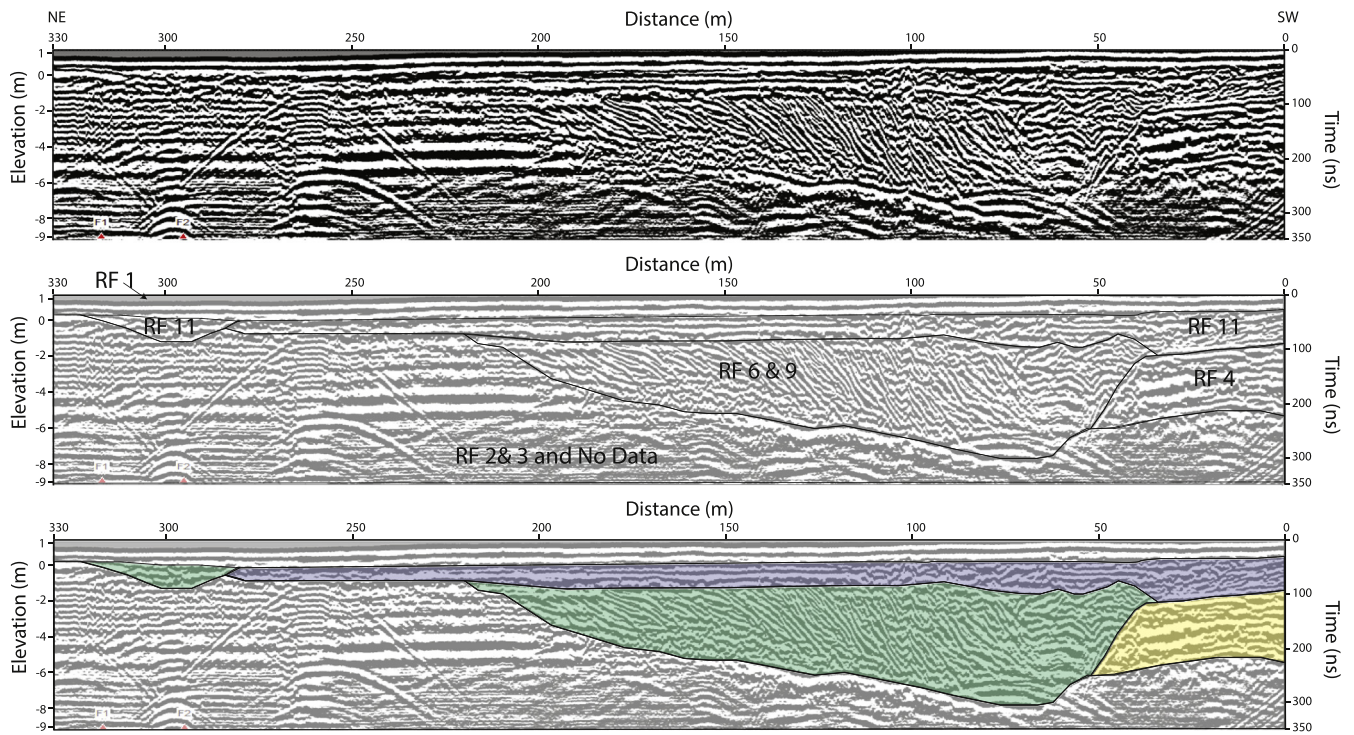 NE Distance (m) SW
330 300 250 200 150 100 50 0
Elevation (m)
1
0
-2
-4
-6
-8
-9
0
100
200
300
350
Time (ns)
F1 F2
Distance (m)
RF 1
330 300 250 200 150 100 50 0
Elevation (m)
1
0
-2
-4
-6
-8
-9
0
100
200
300
350
Time (ns)
RF 11 RF 11
RF 6 & 9 RF 4
RF 2& 3 and No Data
F1 F2
Distance (m)
330 300 250 200 150 100 50 0
Elevation (m)
1
0
-2
-4
-6
-8
-9
0
100
200
300
350
Time (ns)
F1 F2